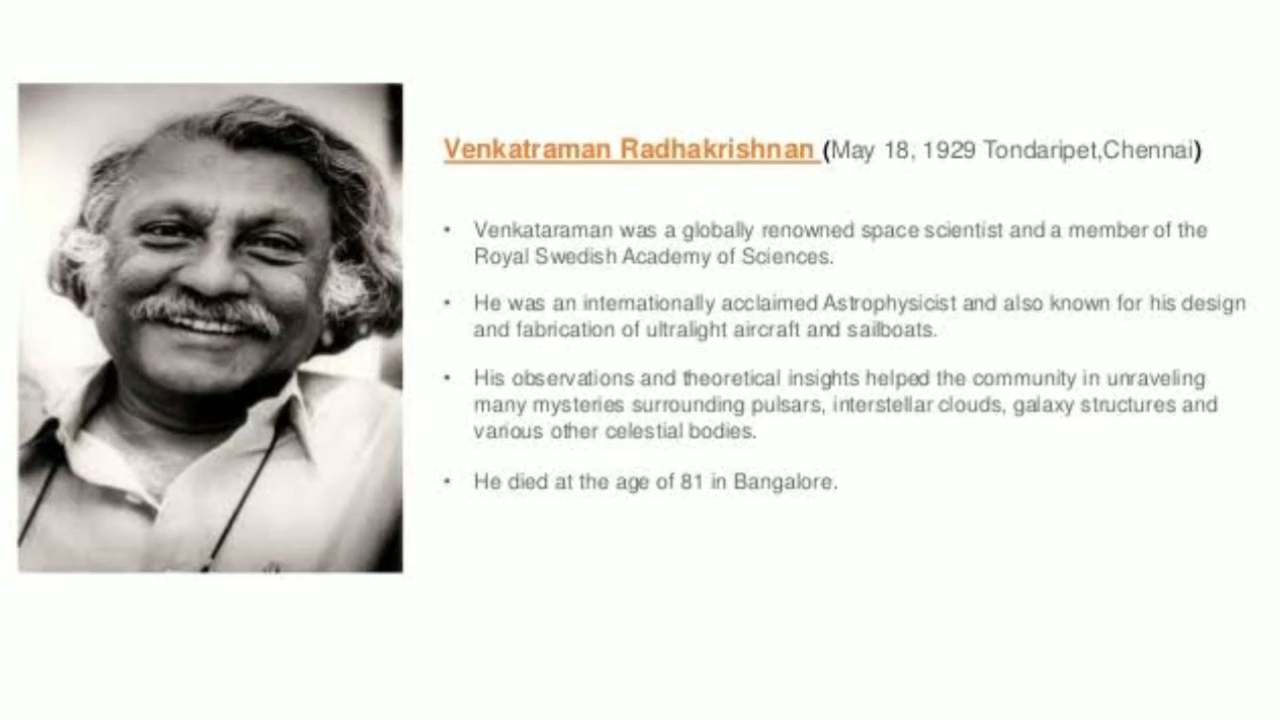 Venkatraman Radhakrishnan (May 18, 1929 Tondaripet,Chennai)
• Venkataraman was a globally renowned space scientist and a member of the
Royal Swedish Academy of Sciences.
• He was an internationally acclaimed Astrophysicist and also known for his design
and fabrication of ultralight aircraft and sailboats.
• His observations and theoretical insights helped the community in unraveling
many mysteries surrounding pulsars, interstellar clouds, galaxy structures and
various other celestial bodies.
• He died at the age of 81 in Bangalore.